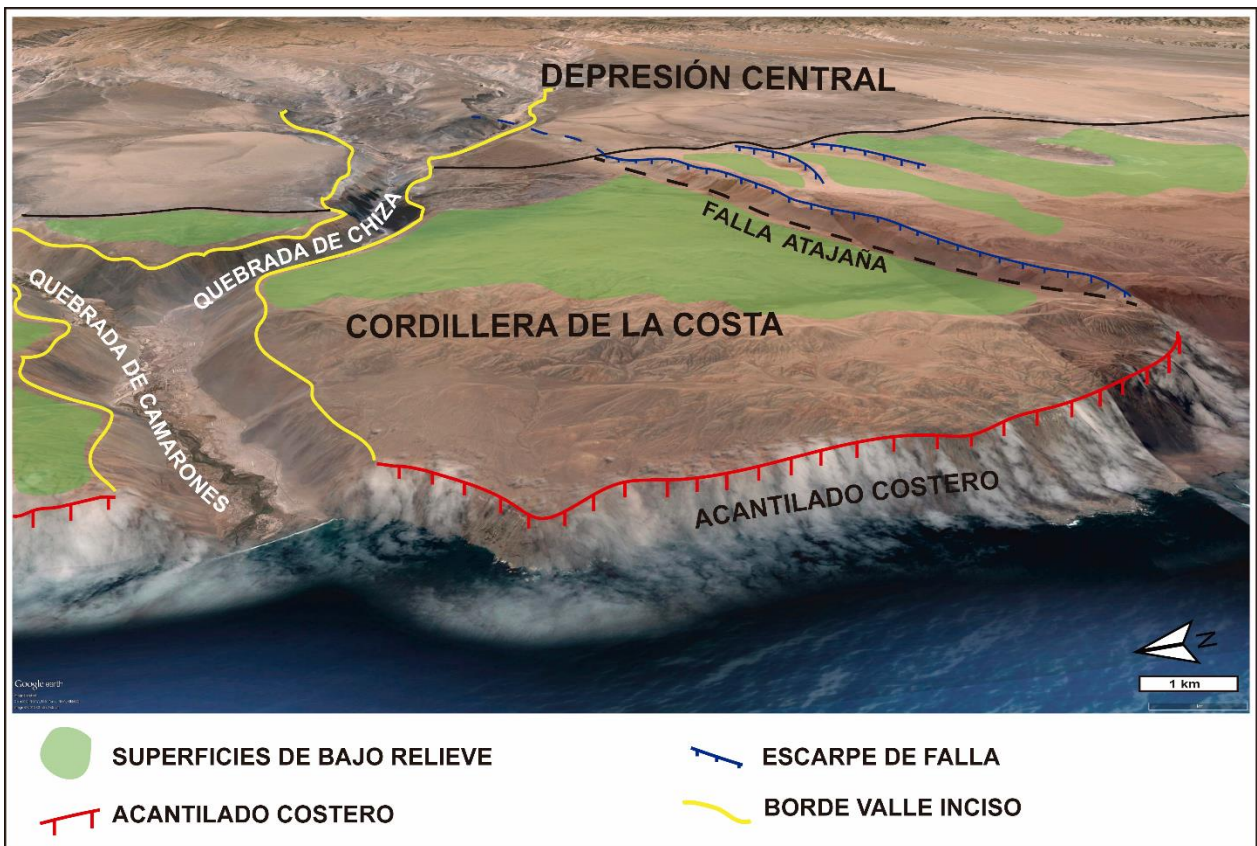 DEPRESIÓN CENTRAL
QUEBRADA DE CHIZA
FALLA ATAJAÑA
QUEBRADA DE CAMARONES
CORDILLERA DE LA COSTA
ACANTILADO COSTERO
N
Google earth
1 km
SUPERFICIES DE BAJO RELIEVE
ESCARPE DE FALLA
ACANTILADO COSTERO
BORDE VALLE INCISO